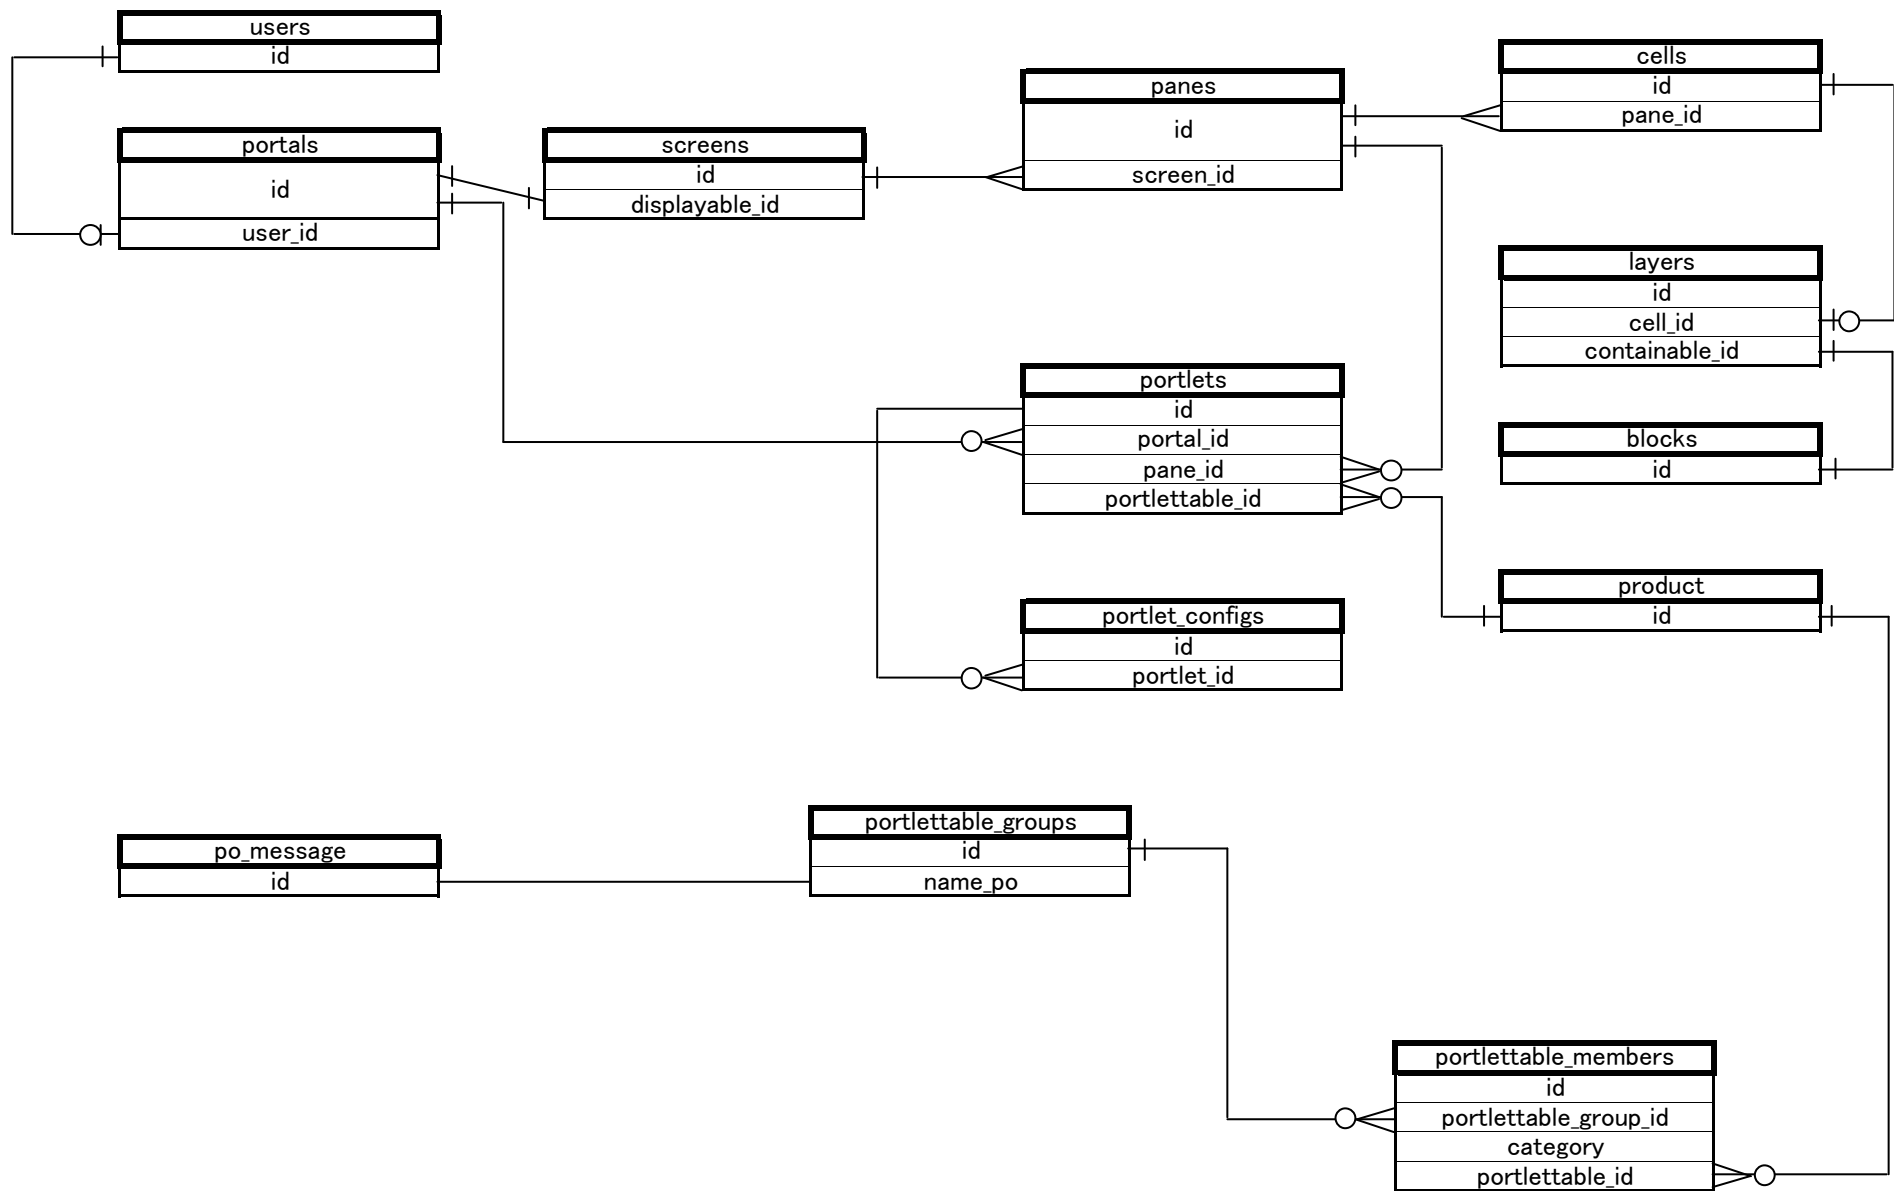 users
id
portals
id
user_id
screens
id
displayable_id
panes
id
screen_id
cells
id
pane_id
layers
id
cell_id
containable_id
blocks
id
portlets
id
portal_id
pane_id
portlettable_id
portlet_configs
id
portlet_id
product
id
po_message
id
portlettable_groups
id
name_po
portlettable_members
id
portlettable_group_id
category
portlettable_id